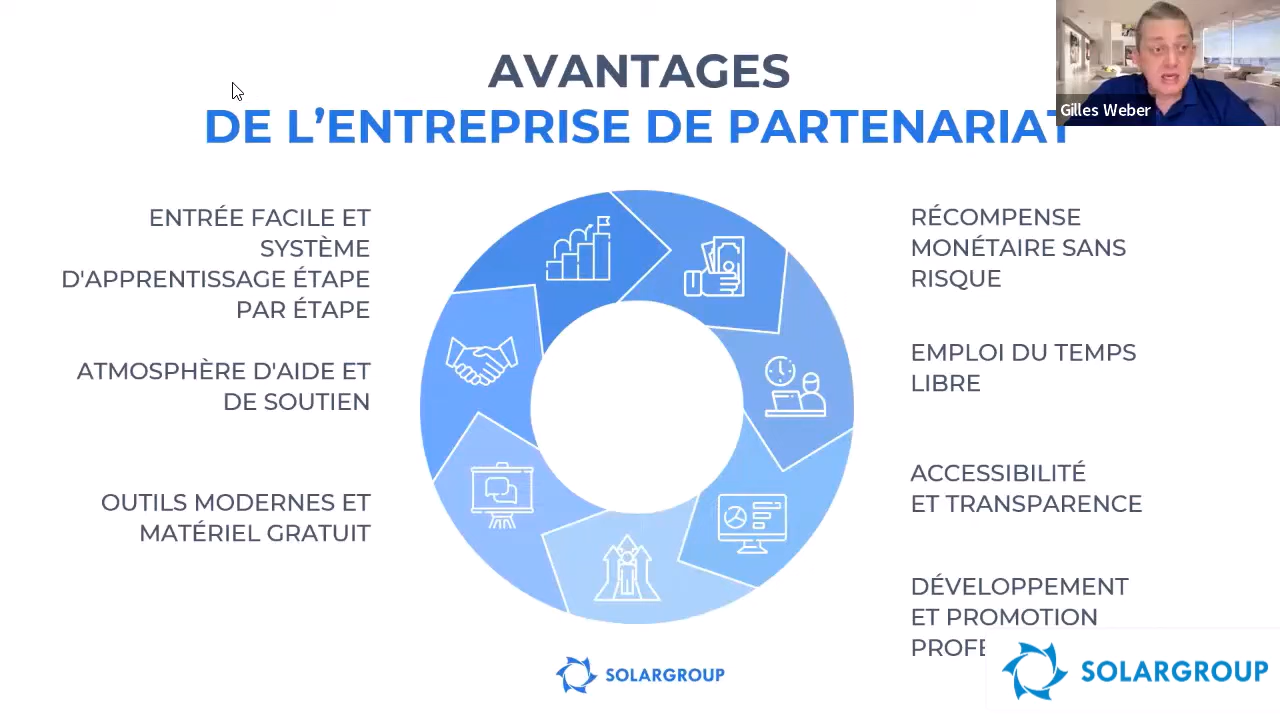 AVANTAGES
DE L’ENTREPRISE DE PARTENARIAT
Gilles Weber
ENTRÉE FACILE ET
SYSTÈME
D'APPRENTISSAGE ÉTAPE
PAR ÉTAPE
ATMOSPHÈRE D'AIDE ET
DE SOUTIEN
OUTILS MODERNES ET
MATÉRIEL GRATUIT
RÉCOMPENSE
MONÉTAIRE SANS
RISQUE
EMPLOI DU TEMPS
LIBRE
ACCESSIBILITÉ
ET TRANSPARENCE
DÉVELOPPEMENT
ET PROMOTION
SOLARGROUP
SOLARGROUP